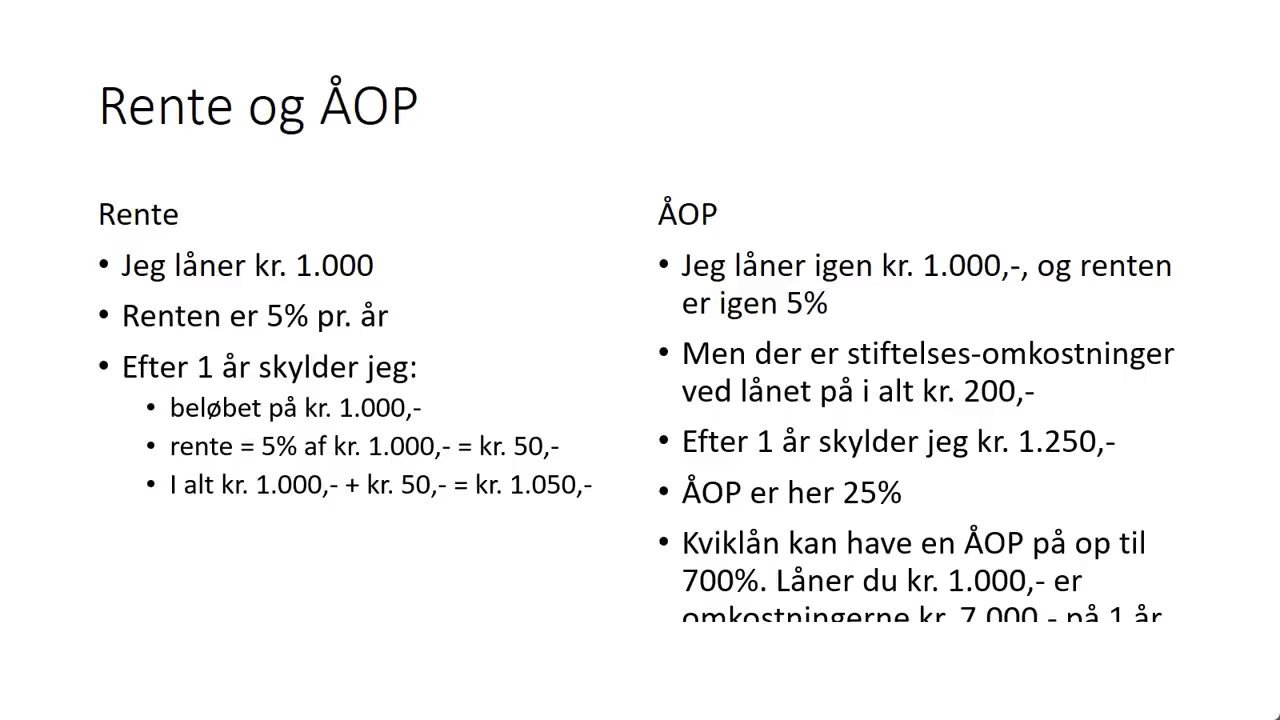 Rente og ÅOP
Rente
• Jeg låner kr. 1.000
• Renten er 5% pr. år
• Efter 1 år skylder jeg:
• beløbet på kr. 1.000,-
• rente = 5% af kr. 1.000,- = kr. 50,-
• I alt kr. 1.000,- + kr. 50,- = kr. 1.050,-
ÅOP
• Jeg låner igen kr. 1.000,-, og renten
er igen 5%
• Men der er stiftelses-omkostninger
ved lånet på i alt kr. 200,-
• Efter 1 år skylder jeg kr. 1.250,-
• ÅOP er her 25%
• Kviklån kan have en ÅOP på op til
700%. Låner du kr. 1.000,- er
omkostningerne kr. 7.000,- på 1 år